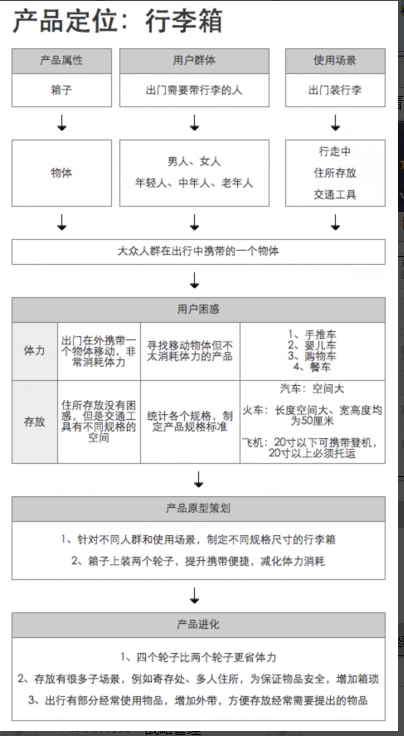 产品定位：行李箱
产品属性
用户群体
使用场景
箱子
出门需要带行李的人
出门装行李
物体
男人、女人
年轻人、中年人、老年人
行走中
住所存放
交通工具
大众人群在出行中携带的一个物体
用户困惑
体力
出门在外携带一
个物体移动，非
常消耗体力
寻找移动物体但不
太消耗体力的产品
1、手推车
2、婴儿车
3、购物车
4、餐车
存放
住所存放没有困
惑，但是交通工
具有不同规格的
空间
统计各个规格，制
定产品规格标准
汽车：空间大
火车：长度空间大、宽高度均
为50厘米
飞机：20寸以下可携带登机，
20寸以上必须托运
产品原型策划
1、针对不同人群和使用场景，制定不同规格尺寸的行李箱
2、箱子上装两个轮子，提升携带便捷，减化体力消耗
产品进化
1、四个轮子比两个轮子更省体力
2、存放有很多子场景，例如寄存处、多人住所，为保证物品安全，增加箱琐
3、出行有部分经常使用物品，增加外带，方便存放经常需要提出的物品